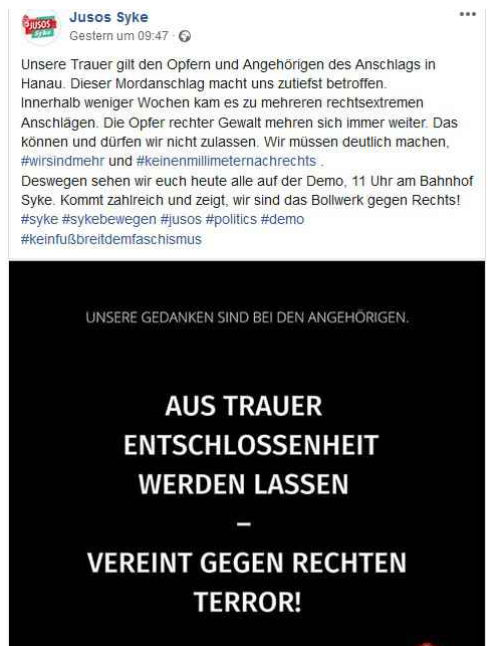 JUSOS
Syke
Jusos Syke
Gestern um 09:47 ·
Unsere Trauer gilt den Opfern und Angehörigen des Anschlags in
Hanau. Dieser Mordanschlag macht uns zutiefst betroffen.
Innerhalb weniger Wochen kam es zu mehreren rechtsextremen
Anschlägen. Die Opfer rechter Gewalt mehren sich immer weiter. Das
können und dürfen wir nicht zulassen. Wir müssen deutlich machen,
#wirsindmehr und #keinenmillimeternachrechts .
Deswegen sehen wir euch heute alle auf der Demo, 11 Uhr am Bahnhof
Syke. Kommt zahlreich und zeigt, wir sind das Bollwerk gegen Rechts!
#syke #sykebewegen #jusos #politics #demo
#keinfußbreitdemfaschismus
UNSERE GEDANKEN SIND BEI DEN ANGEHÖRIGEN.
AUS TRAUER
ENTSCHLOSSENHEIT
WERDEN LASSEN
–
VEREINT GEGEN RECHTEN
TERROR!